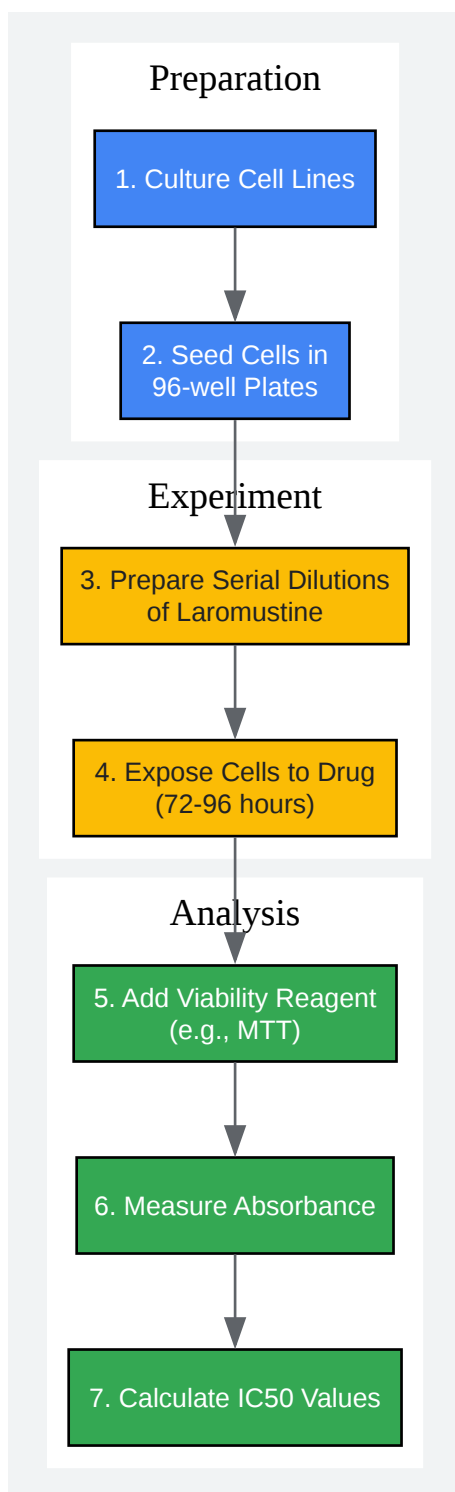 Preparation
1. Culture Cell Lines
2. Seed Cells in
96-well Plates
Experiment
3. Prepare Serial Dilutions
of Laromustine
4. Expose Cells to Drug
(72-96 hours)
Analysis
5. Add Viability Reagent
(e.g., MTT)
6. Measure Absorbance
7. Calculate IC50 Values